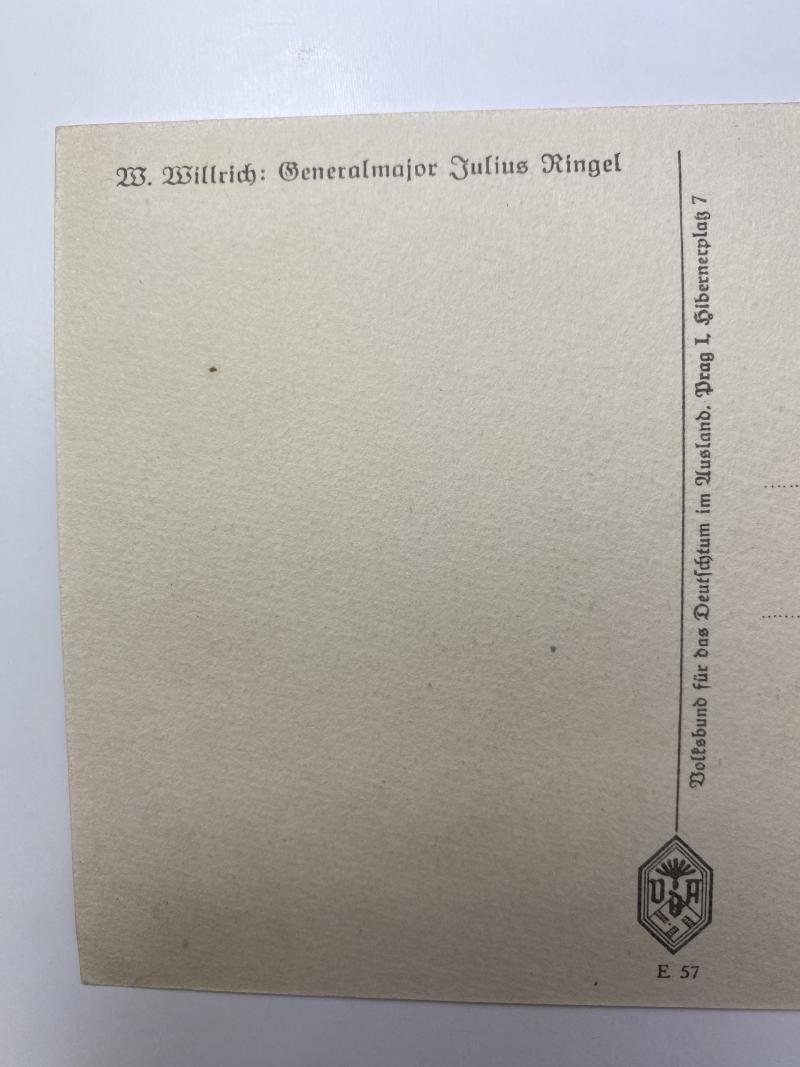 W. Willrich: Generalmajor Julius Ringel
Volksbund für das Deutschtum im Ausland, Prag I, Hibernerplatz 7
VDA
E 57